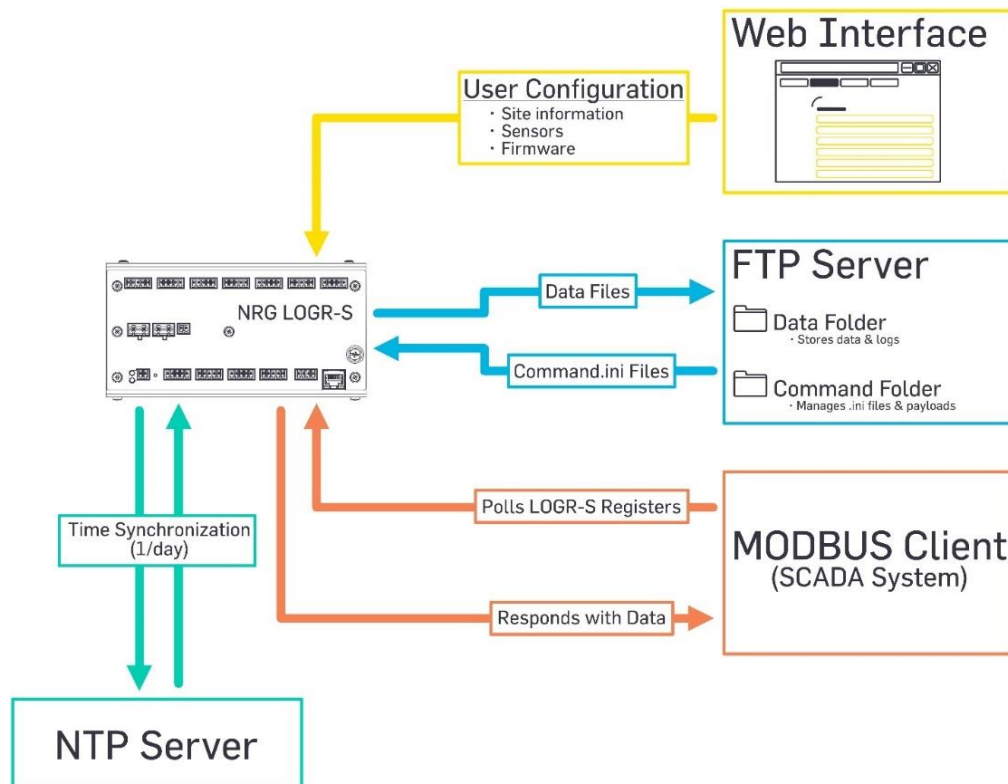 Web Interface
User Configuration
· Site information
· Sensors
· Firmware
NRG LOGR-S
FTP Server
Data Folder
· Stores data & logs
Command Folder
· Manages .ini files & payloads
Data Files
Command.ini Files
Polls LOGR-S Registers
MODBUS Client
(SCADA System)
Responds with Data
Time Synchronization
(1/day)
NTP Server